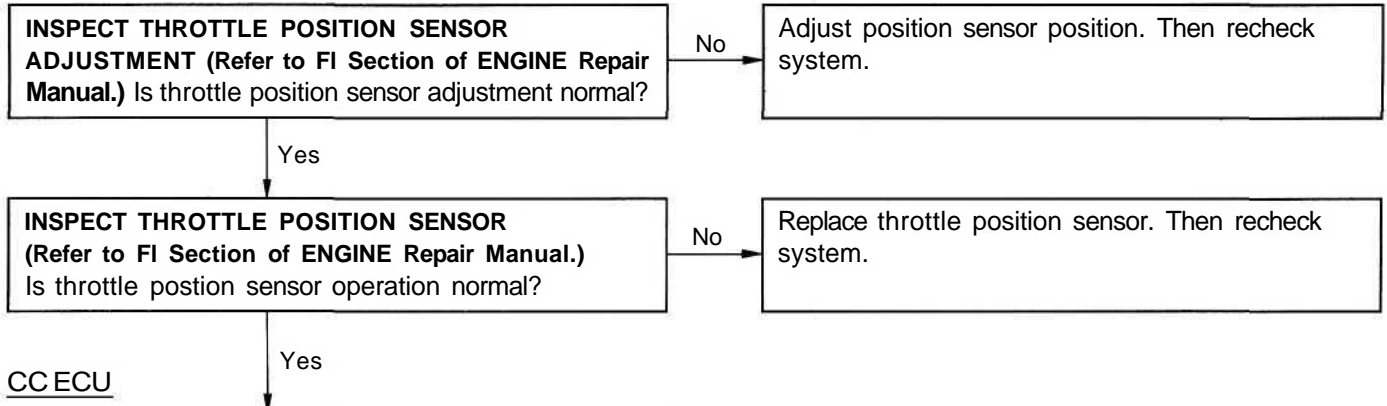 INSPECT THROTTLE POSITION SENSOR
ADJUSTMENT (Refer to FI Section of ENGINE Repair
Manual.) Is throttle position sensor adjustment normal?
No
Adjust position sensor position. Then recheck
system.
Yes
INSPECT THROTTLE POSITION SENSOR
(Refer to FI Section of ENGINE Repair Manual.)
Is throttle postion sensor operation normal?
No
Replace throttle position sensor. Then recheck
system.
Yes
CC ECU